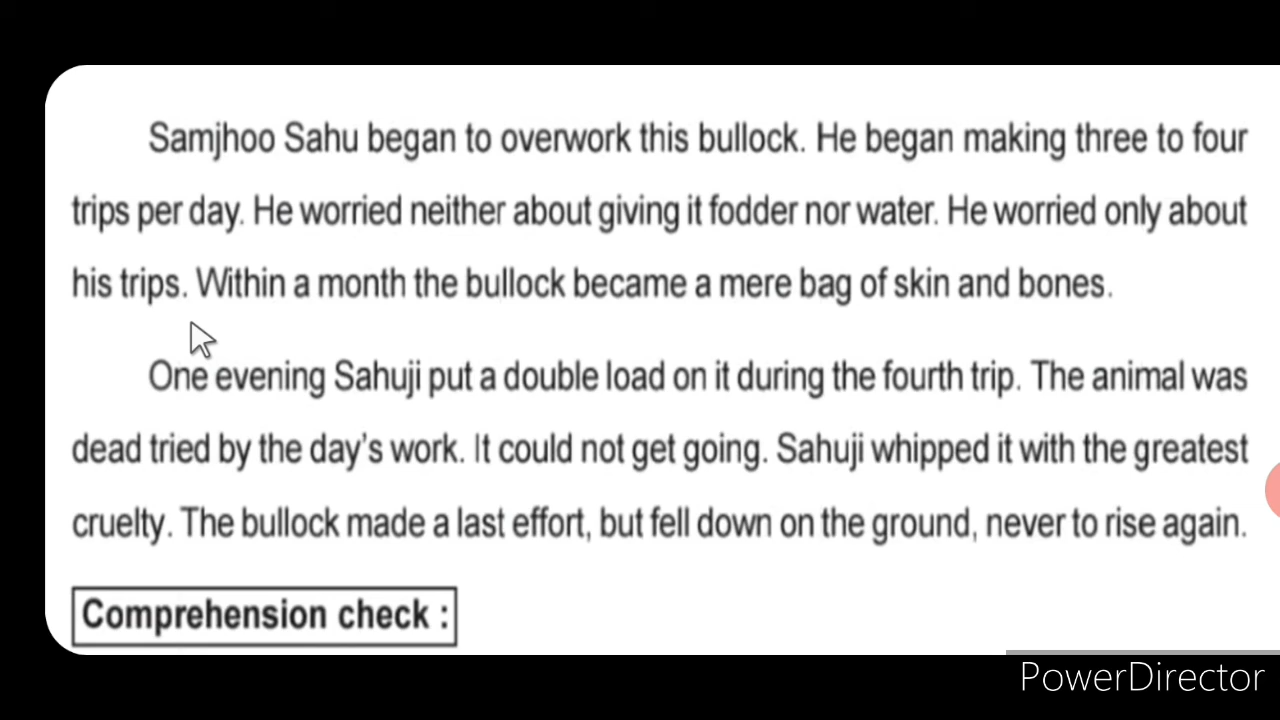 Samjhoo Sahu began to overwork this bullock. He began making three to four
trips per day. He worried neither about giving it fodder nor water. He worried only about
his trips. Within a month the bullock became a mere bag of skin and bones.
One evening Sahuji put a double load on it during the fourth trip. The animal was
dead tried by the day's work. It could not get going. Sahuji whipped it with the greatest
cruelty. The bullock made a last effort, but fell down on the ground, never to rise again.
Comprehension check :
PowerDirector